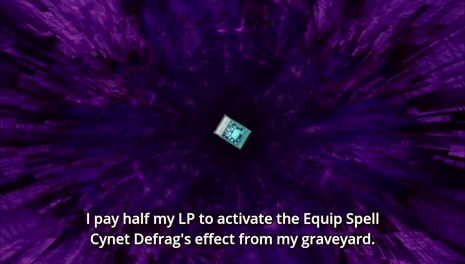 I pay half my LP to activate the Equip Spell
Cynet Defrag's effect from my graveyard.